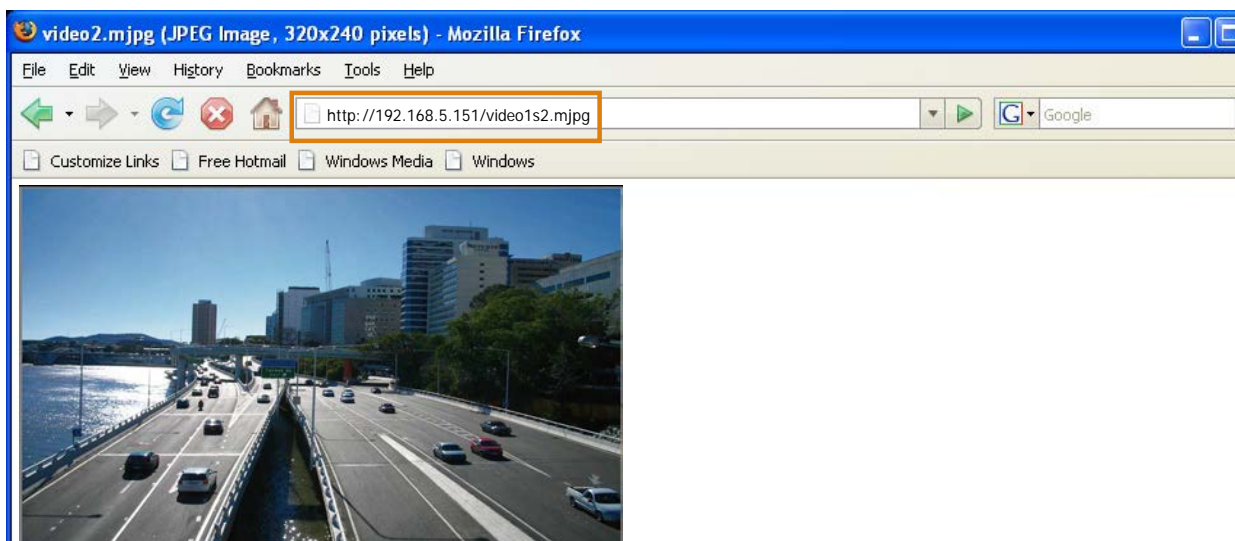 video2.mjpg (JPEG Image, 320x240 pixels) - Mozilla Firefox
File Edit View History Bookmarks Tools Help
http://192.168.5.151/video1s2.mjpg G Google
Customize Links Free Hotmail Windows Media Windows